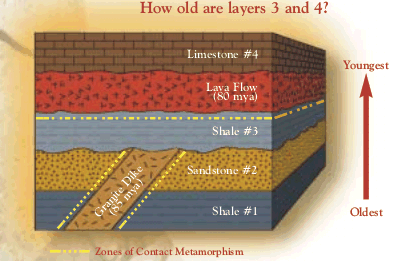 How old are layers 3 and 4?
Limestone #4
Youngest
Lava Flow
(80 mya)
Shale #3
Sandstone #2
Granite Dike
(85 mya)
Shale #1
Oldest
Zones of Contact Metamorphism